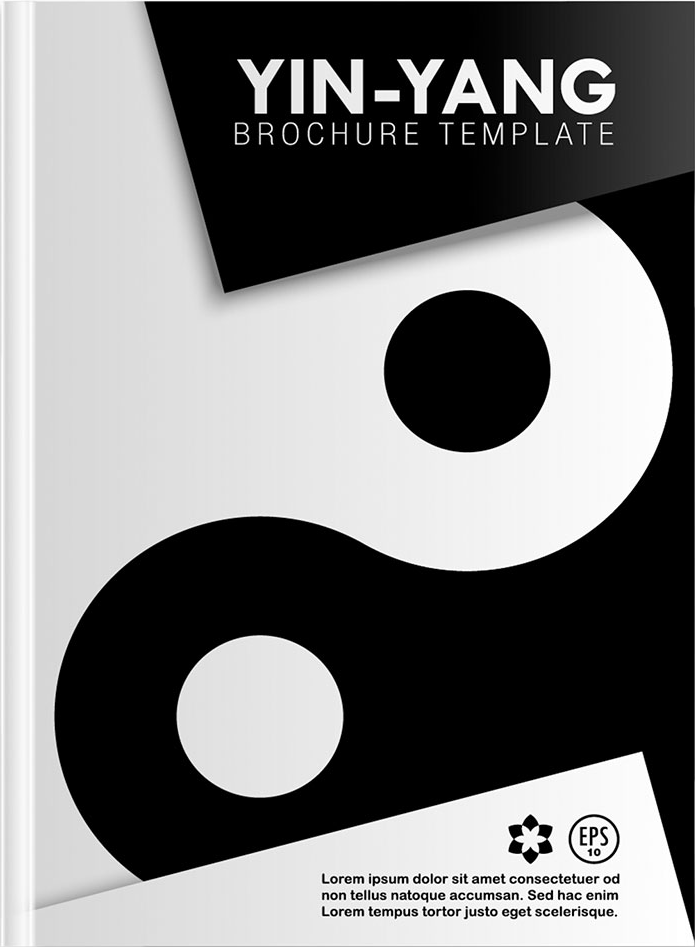 YIN-YANG
BROCHURE TEMPLATE
EPS
10
Lorem ipsum dolor sit amet consectetuer od
non tellus natoque accumsan. Sed hac enim
Lorem tempus tortor justo eget scelerisque.